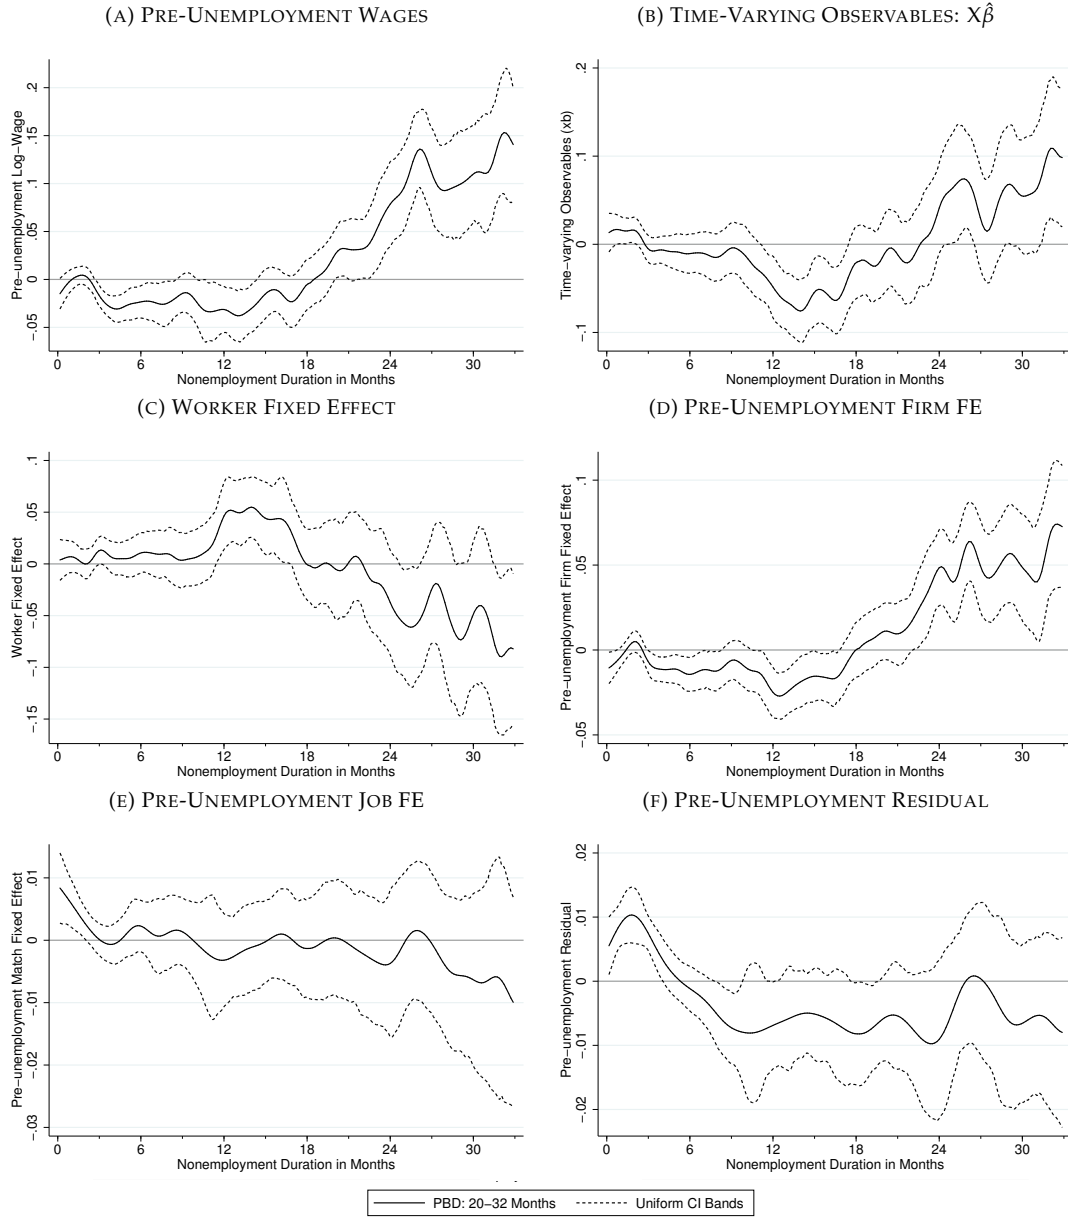 (A) PRE-UNEMPLOYMENT WAGES
Pre−unemployment Log−Wage
.2
.15
.1
.05
0
−.05
0 6 12 18 24 30
Nonemployment Duration in Months
(B) TIME-VARYING OBSERVABLES: Xβ̂
Time−varying Observables (xb)
.2
.1
0
−.1
0 6 12 18 24 30
Nonemployment Duration in Months
(C) WORKER FIXED EFFECT
Worker Fixed Effect
.1
.05
0
−.05
−.1
−.15
0 6 12 18 24 30
Nonemployment Duration in Months
(D) PRE-UNEMPLOYMENT FIRM FE
Pre−unemployment Firm Fixed Effect
.1
.05
0
−.05
0 6 12 18 24 30
Nonemployment Duration in Months
(E) PRE-UNEMPLOYMENT JOB FE
Pre−unemployment Match Fixed Effect
.01
0
−.01
−.02
−.03
0 6 12 18 24 30
Nonemployment Duration in Months
(F) PRE-UNEMPLOYMENT RESIDUAL
Pre−unemployment Residual
.02
.01
0
−.01
−.02
0 6 12 18 24 30
Nonemployment Duration in Months
PBD: 20−32 Months
Uniform CI Bands